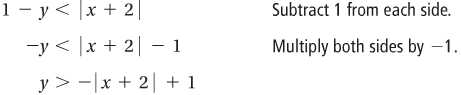 1 − y < |x + 2| Subtract 1 from each side.
−y < |x + 2| − 1 Multiply both sides by −1.
y > −|x + 2| + 1